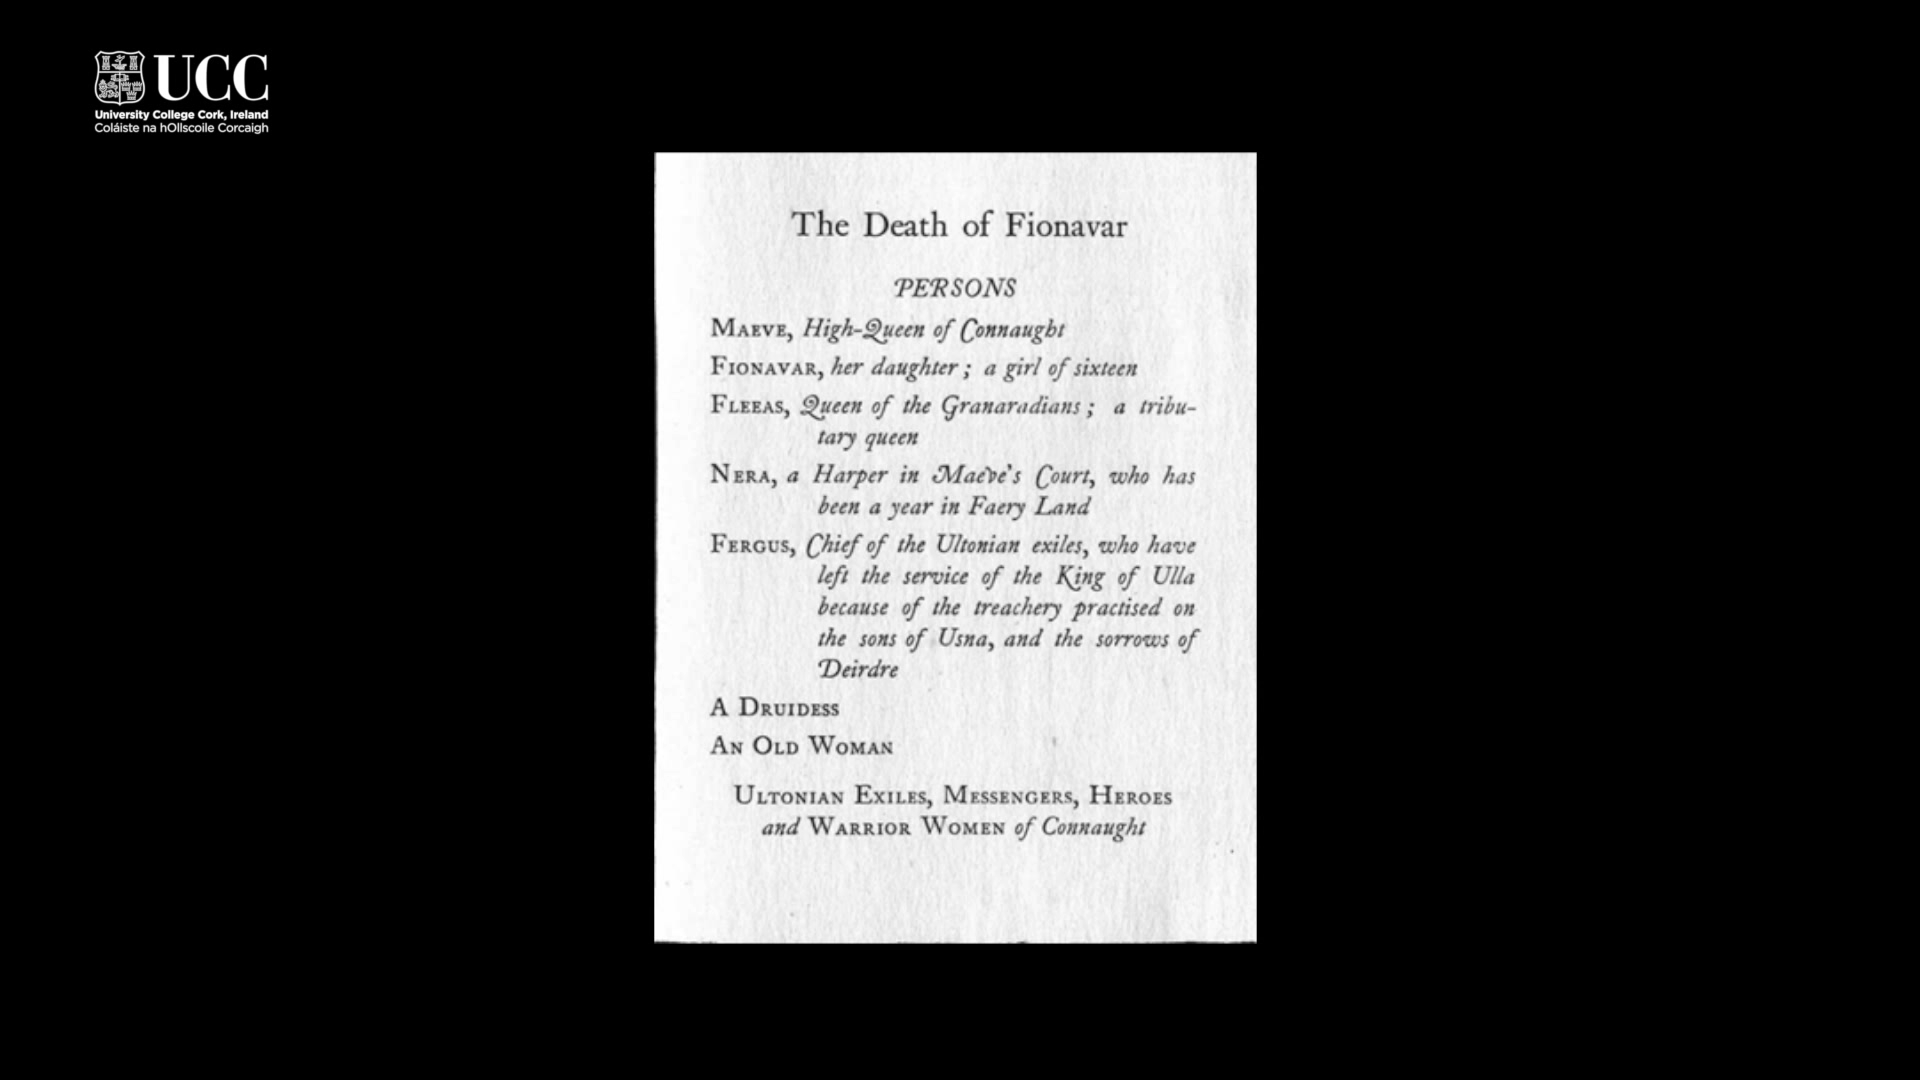 UCC
University College Cork, Ireland
Coláiste na hOllscoile Corcaigh
The Death of Fionavar
PERSONS
MAEVE, High-Queen of Connaught
FIONAVAR, her daughter; a girl of sixteen
FLEEAS, Queen of the Granaradians; a tribu-
tary queen
NERA, a Harper in Maeve's Court, who has
been a year in Faery Land
FERGUS, Chief of the Ultonian exiles, who have
left the service of the King of Ulla
because of the treachery practised on
the sons of Usna, and the sorrows of
Deirdre
A DRUIDESS
AN OLD WOMAN
ULTONIAN EXILES, MESSENGERS, HEROES
and WARRIOR WOMEN of Connaught